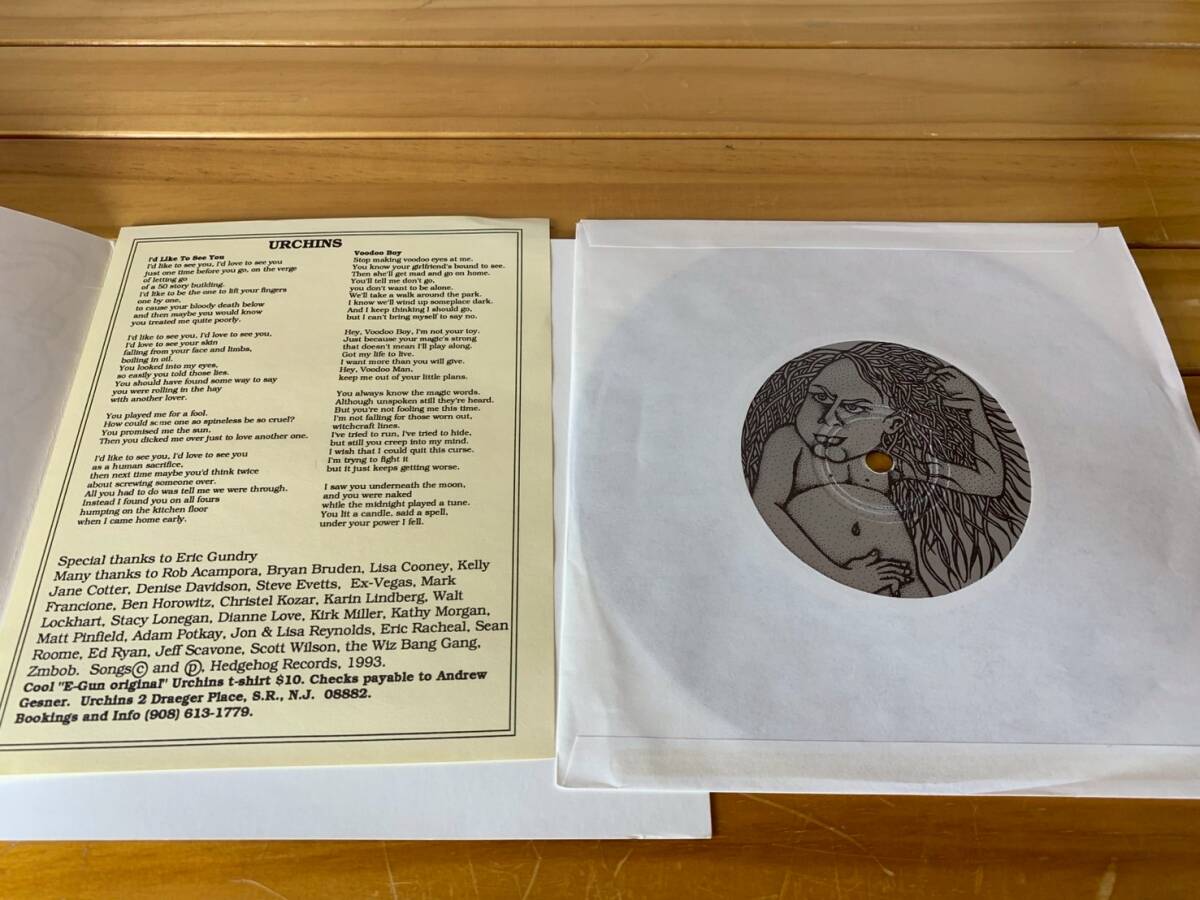 URCHINS
I'd Like To See You
I'd like to see you, I'd love to see you
just one time before you go, on the verge
of letting go
of a 50 story building.
I'd like to be the one to lift your fingers
one by one,
to cause your bloody death below
and then maybe you would know
you treated me quite poorly.
I'd like to see you, I'd love to see you,
I'd love to see your skin
falling from your face and limbs,
boiling in oil.
You looked into my eyes,
so easily you told those lies.
You should have found some way to say
you were rolling in the hay
with another lover.
You played me for a fool.
How could some one so spineless be so cruel?
You promised me the sun.
Then you dicked me over just to love another one.
I'd like to see you, I'd love to see you
as a human sacrifice,
then next time maybe you'd think twice
about screwing someone over.
All you had to do was tell me we were through.
Instead I found you on all fours
humping on the kitchen floor
when I came home early.
Voodoo Boy
Stop making voodoo eyes at me.
You know your girlfriend's bound to see.
Then she'll get mad and go on home.
You'll tell me don't go,
you don't want to be alone.
We'll take a walk around the park.
I know we'll wind up someplace dark.
And I keep thinking I should go,
but I can't bring myself to say no.
Hey, Voodoo Boy, I'm not your toy.
Just because your magic's strong
that doesn't mean I'll play along.
Got my life to live.
I want more than you will give.
Hey, Voodoo Man,
keep me out of your little plans.
You always know the magic words.
Although unspoken still they're heard.
But you're not fooling me this time.
I'm not falling for those worn out,
witchcraft lines.
I've tried to run, I've tried to hide,
but still you creep into my mind.
I wish that I could quit this curse.
I'm tryng to fight it
but it just keeps getting worse.
I saw you underneath the moon,
and you were naked
while the midnight played a tune.
You lit a candle, said a spell,
under your power I fell.
Special thanks to Eric Gundry
Many thanks to Rob Acampora, Bryan Bruden, Lisa Cooney, Kelly
Jane Cotter, Denise Davidson, Steve Evetts, Ex-Vegas, Mark
Francione, Ben Horowitz, Christel Kozar, Karin Lindberg, Walt
Lockhart, Stacy Lonegan, Dianne Love, Kirk Miller, Kathy Morgan,
Matt Pinfield, Adam Potkay, Jon & Lisa Reynolds, Eric Racheal, Sean
Roome, Ed Ryan, Jeff Scavone, Scott Wilson, the Wiz Bang Gang,
Zmbob. Songs © and ℗, Hedgehog Records, 1993.
Cool "E-Gun original" Urchins t-shirt $10. Checks payable to Andrew
Gesner. Urchins 2 Draeger Place, S.R., N.J. 08882.
Bookings and Info (908) 613-1779.